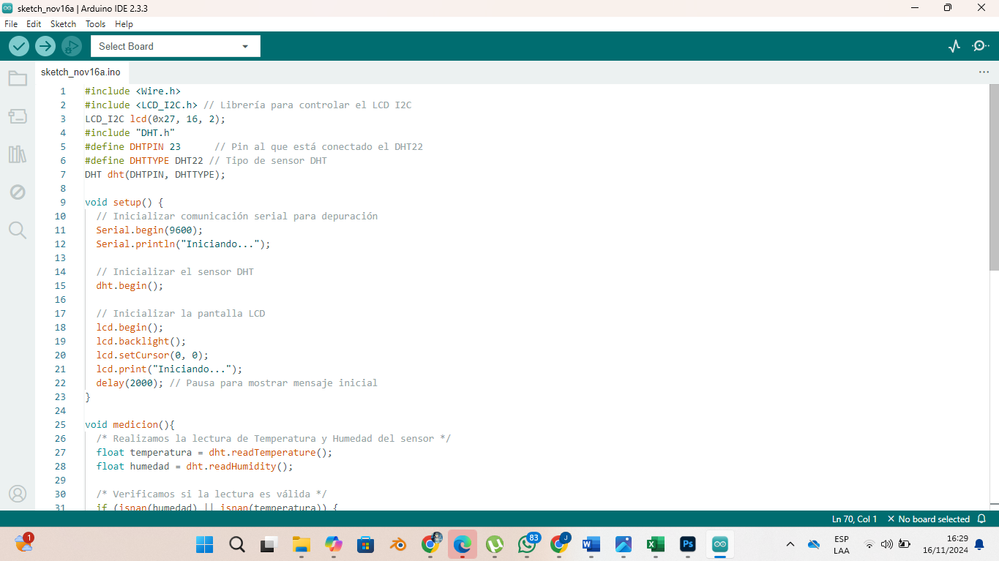 sketch_nov16a | Arduino IDE 2.3.3
File Edit Sketch Tools Help
Select Board
sketch_nov16a.ino
1 #include <Wire.h>
2 #include <LCD_I2C.h> // Librería para controlar el LCD I2C
3 LCD_I2C lcd(0x27, 16, 2);
4 #include "DHT.h"
5 #define DHTPIN 23 // Pin al que está conectado el DHT22
6 #define DHTTYPE DHT22 // Tipo de sensor DHT
7 DHT dht(DHTPIN, DHTTYPE);
8
9 void setup() {
10 // Inicializar comunicación serial para depuración
11 Serial.begin(9600);
12 Serial.println("Iniciando...");
13
14 // Inicializar el sensor DHT
15 dht.begin();
16
17 // Inicializar la pantalla LCD
18 lcd.begin();
19 lcd.backlight();
20 lcd.setCursor(0, 0);
21 lcd.print("Iniciando...");
22 delay(2000); // Pausa para mostrar mensaje inicial
23 }
24
25 void medicion(){
26 /* Realizamos la lectura de Temperatura y Humedad del sensor */
27 float temperatura = dht.readTemperature();
28 float humedad = dht.readHumidity();
29
30 /* Verificamos si la lectura es válida */
31 if (isnan(humedad) || isnan(temperatura)) {
Ln 70, Col 1 × No board selected
1
83
J
W
X
Ps
ESP
LAA
16:29
16/11/2024